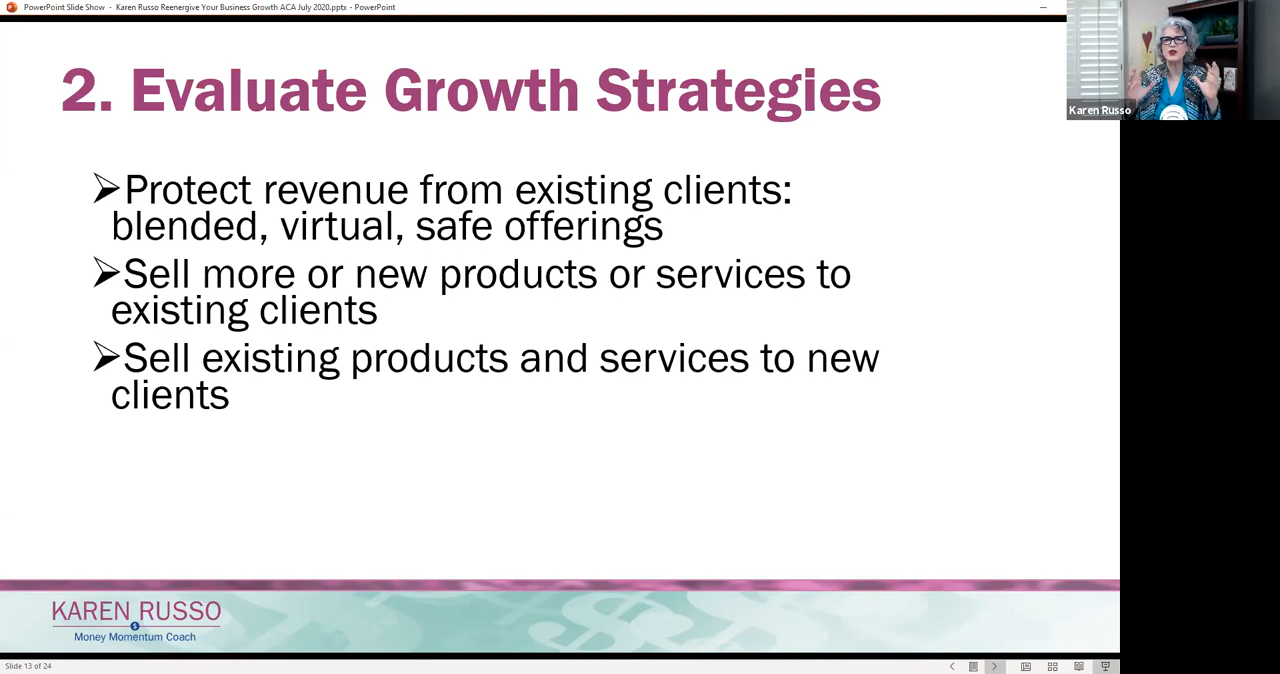 PowerPoint Slide Show - Karen Russo Reenergive Your Business Growth ACA July 2020.pptx - PowerPoint
Karen Russo
2. Evaluate Growth Strategies
➢Protect revenue from existing clients:
blended, virtual, safe offerings
➢Sell more or new products or services to
existing clients
➢Sell existing products and services to new
clients
KAREN RUSSO
Money Momentum Coach
Slide 13 of 24